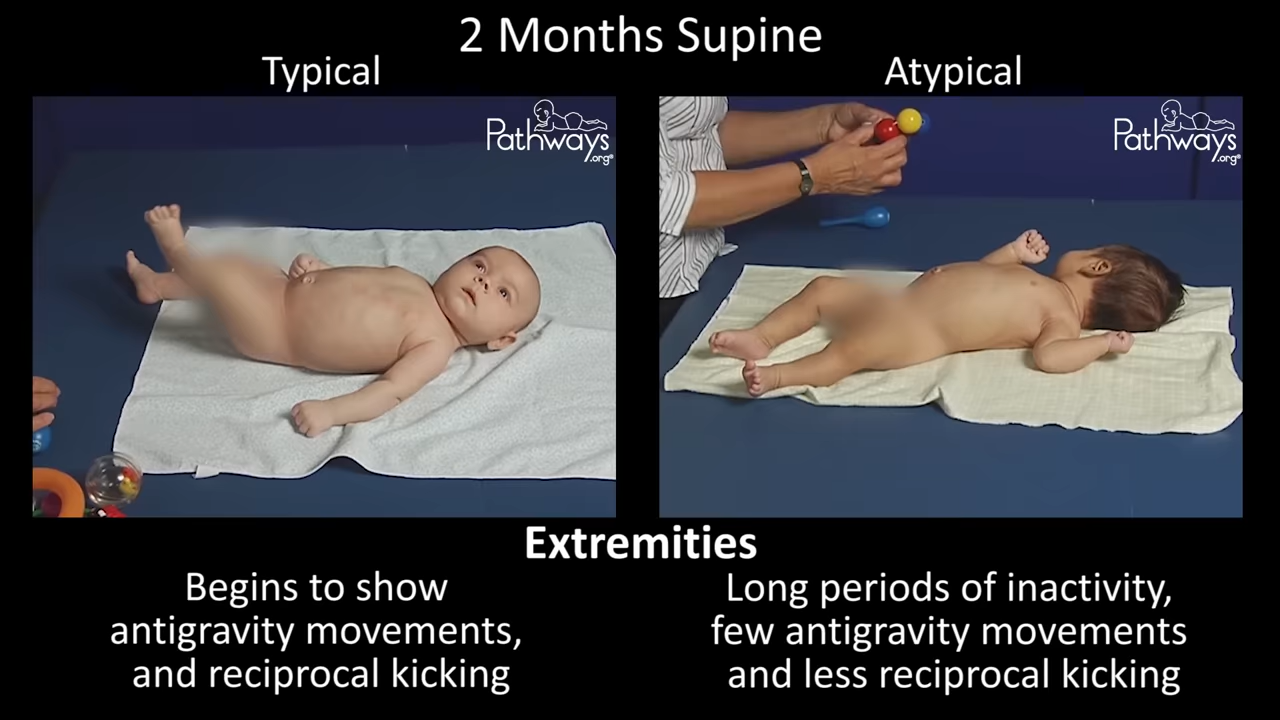 2 Months Supine
Typical
Atypical
Pathways
.org®
Pathways
.org®
Extremities
Begins to show
antigravity movements,
and reciprocal kicking
Long periods of inactivity,
few antigravity movements
and less reciprocal kicking